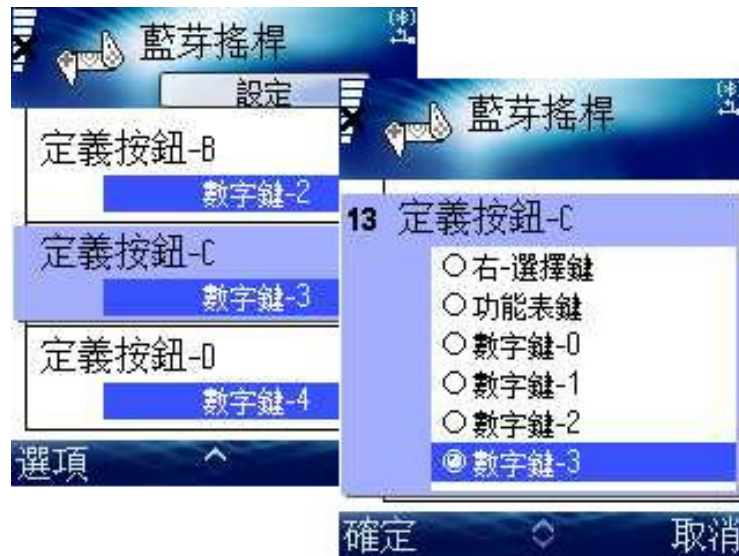 藍芽搖桿
設定
定義按鈕-B
數字鍵-2
定義按鈕-C
數字鍵-3
定義按鈕-D
數字鍵-4
選項
藍芽搖桿
13 定義按鈕-C
右-選擇鍵
功能表鍵
數字鍵-0
數字鍵-1
數字鍵-2
數字鍵-3
確定
取消